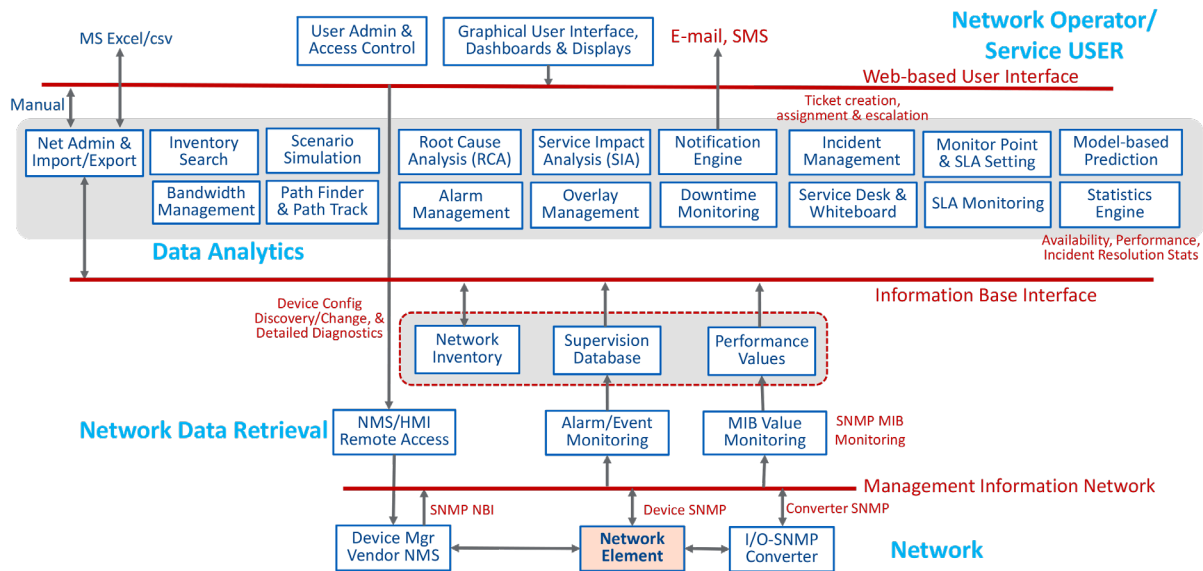 Network Operator/
Service USER
MS Excel/csv
User Admin &
Access Control
Graphical User Interface,
Dashboards & Displays
E-mail, SMS
Web-based User Interface
Manual
Ticket creation,
assignment & escalation
Net Admin &
Import/Export
Inventory
Search
Scenario
Simulation
Root Cause
Analysis (RCA)
Service Impact
Analysis (SIA)
Notification
Engine
Incident
Management
Monitor Point
& SLA Setting
Model-based
Prediction
Bandwidth
Management
Path Finder
& Path Track
Alarm
Management
Overlay
Management
Downtime
Monitoring
Service Desk &
Whiteboard
SLA Monitoring
Statistics
Engine
Data Analytics
Availability, Performance,
Incident Resolution Stats
Information Base Interface
Device Config
Discovery/Change, &
Detailed Diagnostics
Network
Inventory
Supervision
Database
Performance
Values
Network Data Retrieval
NMS/HMI
Remote Access
Alarm/Event
Monitoring
MIB Value
Monitoring
SNMP MIB
Monitoring
Management Information Network
SNMP NBI
Device SNMP
Converter SNMP
Device Mgr
Vendor NMS
Network
Element
I/O-SNMP
Converter
Network